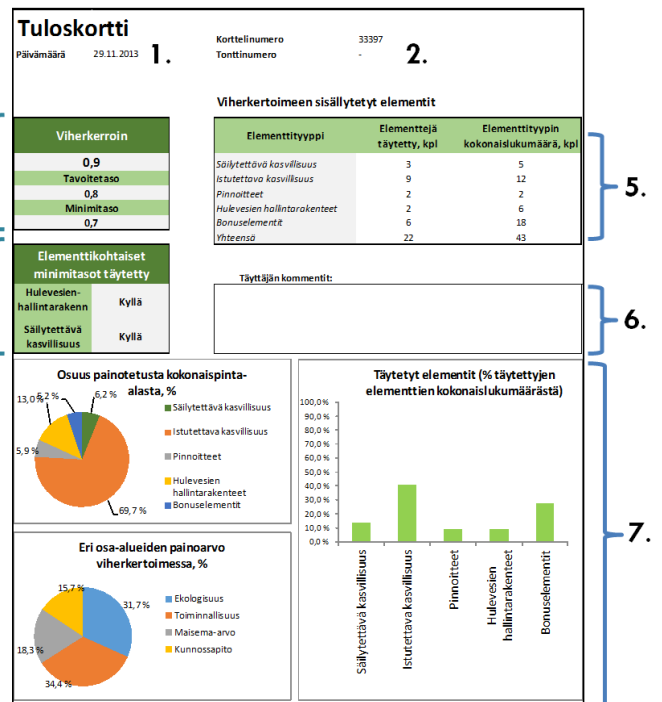 Tuloskortti
Päivämäärä 29.11.2013 1.
Korttelinumero 33397
Tonttinumero - 2.
Viherkertoimeen sisällytetyt elementit
Viherkerroin
0,9
Tavoitetaso
0,8
Minimitaso
0,7
Elementtityyppi Elementtejä täytetty, kpl Elementtityypin kokonaislukumäärä, kpl
Säilytettävä kasvillisuus 3 5
Istutettava kasvillisuus 9 12
Pinnoitteet 2 2
Hulevesien hallintarakenteet 2 6
Bonuselementit 6 18
Yhteensä 22 43
5.
Elementtikohtaiset
minimitasot täytetty
Hulevesien-
hallintarakenn Kyllä
Säilytettävä
kasvillisuus Kyllä
Täyttäjän kommentit:
6.
Osuus painotetusta kokonaispinta-
alasta, %
6,2 %
69,7 %
5,9 %
13,0 %
5,2 %
Säilytettävä kasvillisuus
Istutettava kasvillisuus
Pinnoitteet
Hulevesien
hallintarakenteet
Bonuselementit
Eri osa-alueiden painoarvo
viherkertoimessa, %
31,7 %
34,4 %
18,3 %
15,7 %
Ekologisuus
Toiminnallisuus
Maisema-arvo
Kunnossapito
Täytetyt elementit (% täytettyjen
elementtien kokonaislukumäärästä)
100,0 %
90,0 %
80,0 %
70,0 %
60,0 %
50,0 %
40,0 %
30,0 %
20,0 %
10,0 %
0,0 %
Säilytettävä kasvillisuus
Istutettava kasvillisuus
Pinnoitteet
Hulevesien
hallintarakenteet
Bonuselementit
7.